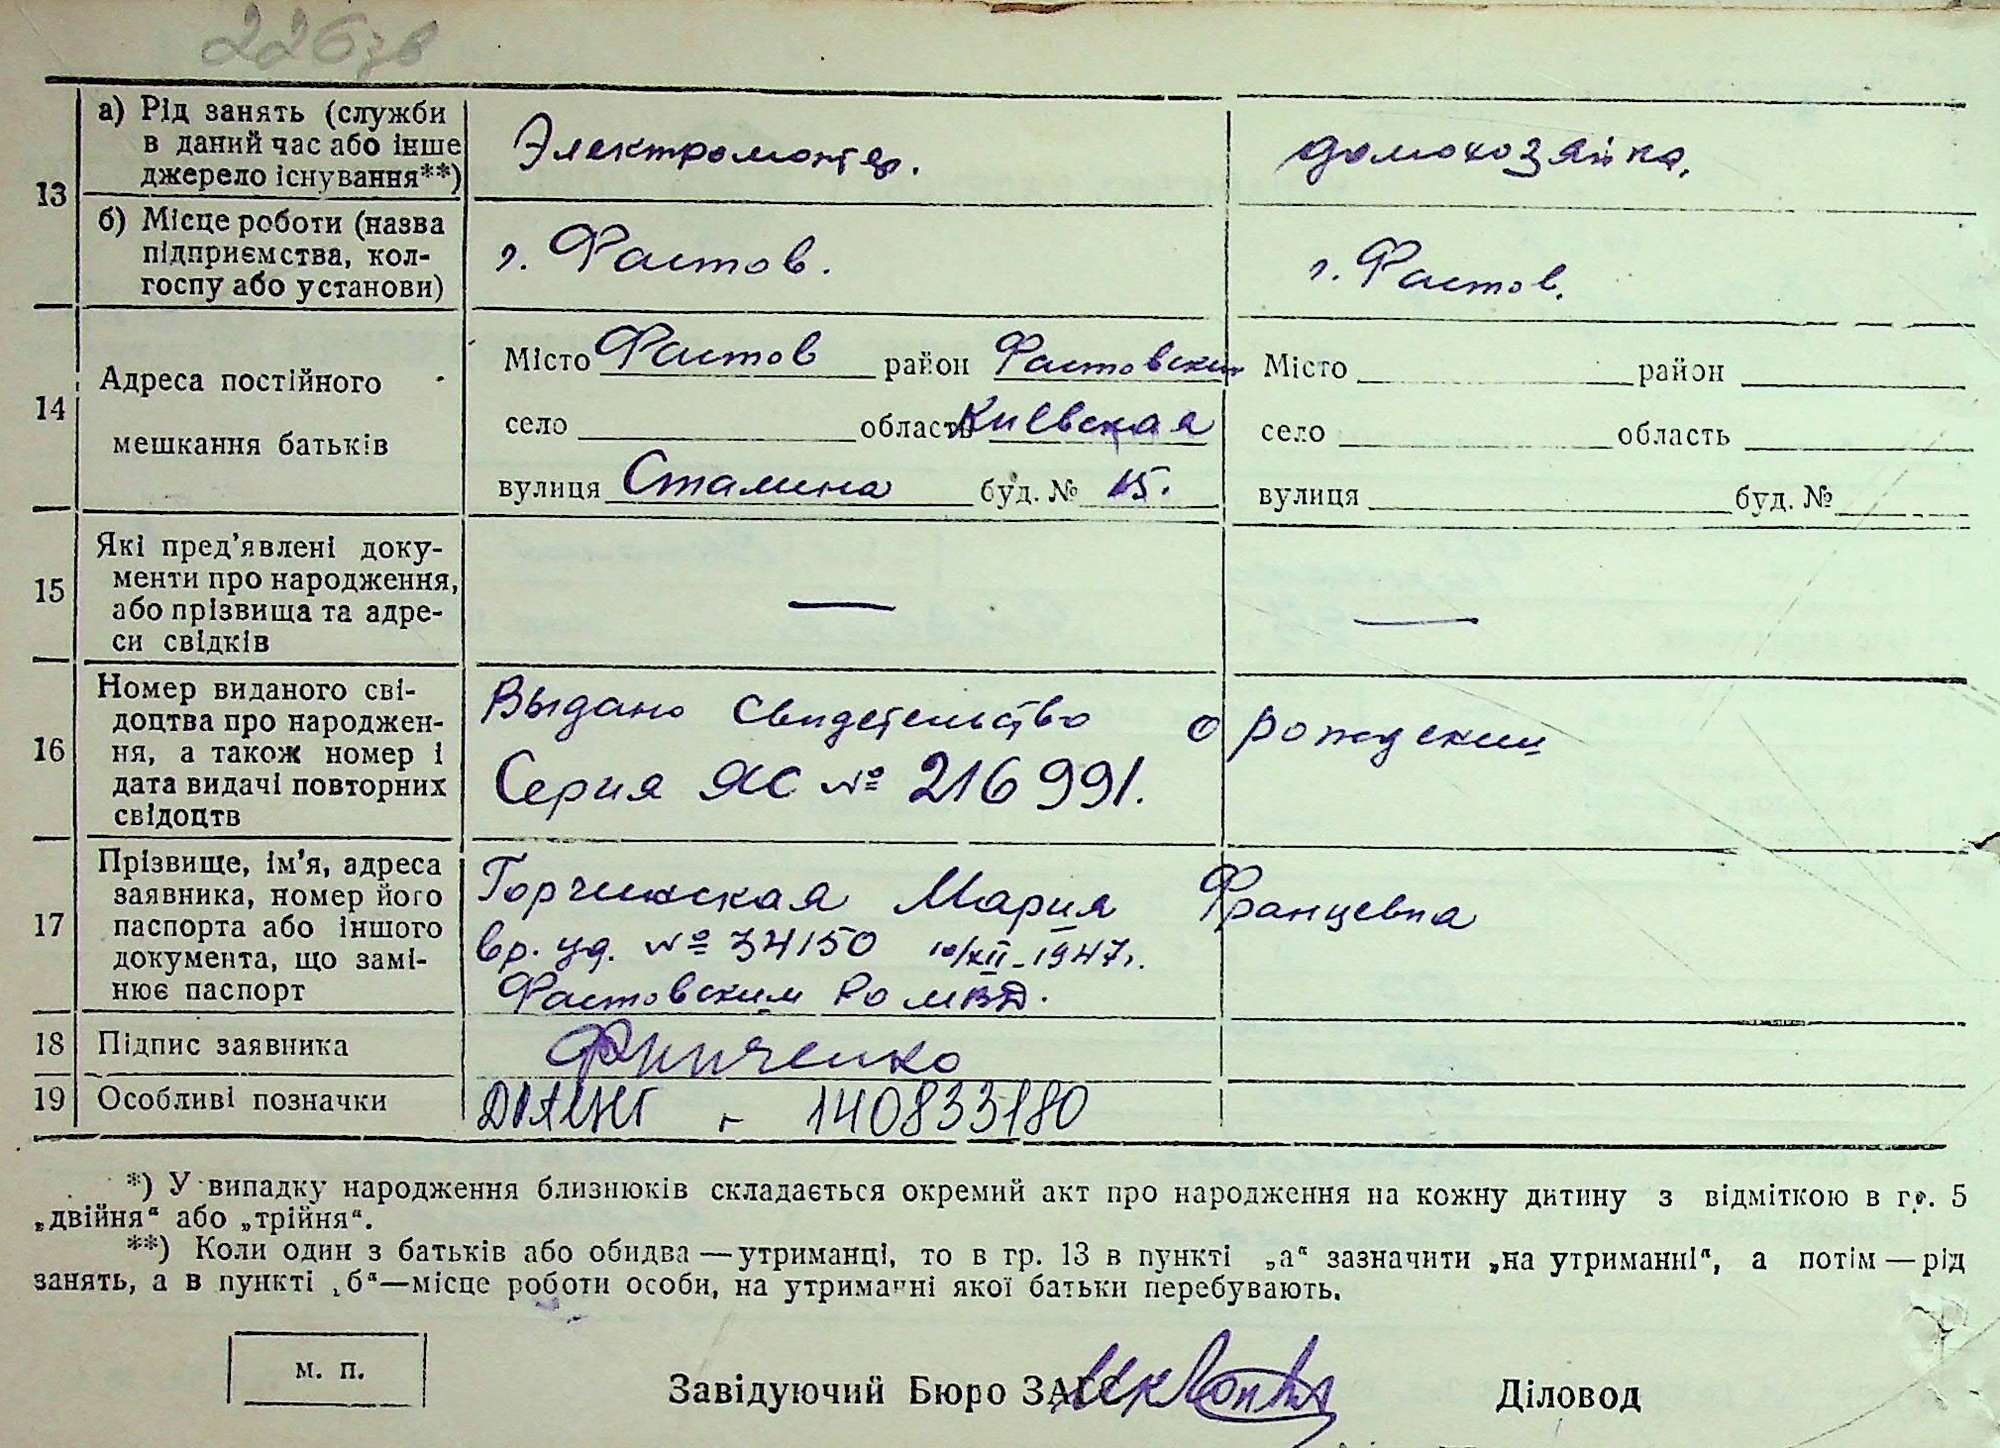 226зв
13
а) Рід занять (служби
в даний час або інше
джерело існування**)
Электромонтер.
домохозяйка.
б) Місце роботи (назва
підприємства, кол-
госпу або установи)
г. Фастов.
г. Фастов.
14
Адреса постійного
мешкання батьків
Місто Фастов район Фастовский
село область Киевская
вулиця Сталина буд. № 15.
Місто район
село область
вулиця буд. №
15
Які пред'явлені доку-
менти про народження,
або прізвища та адре-
си свідків
—
—
16
Номер виданого сві-
доцтва про народжен-
ня, а також номер і
дата видачі повторних
свідоцтв
Выдано свидетельство о рождении
Серия ЯС № 216991.
17
Прізвище, ім'я, адреса
заявника, номер його
паспорта або іншого
документа, що замі-
нює паспорт
Горчинская Мария Францевна
вр. уд. № 34150 10/XII-1947г.
Фастовским РО МВД.
18
Підпис заявника
19
Особливі позначки
- 140833180
*) У випадку народження близнюків складається окремий акт про народження на кожну дитину з відміткою в гр. 5
„двійня“ або „трійня“.
**) Коли один з батьків або обидва — утриманці, то в гр. 13 в пункті „а“ зазначити „на утриманні“, а потім — рід
занять, а в пункті „б“ — місце роботи особи, на утриманні якої батьки перебувають.
м. п.
Завідуючий Бюро ЗАГС
Діловод